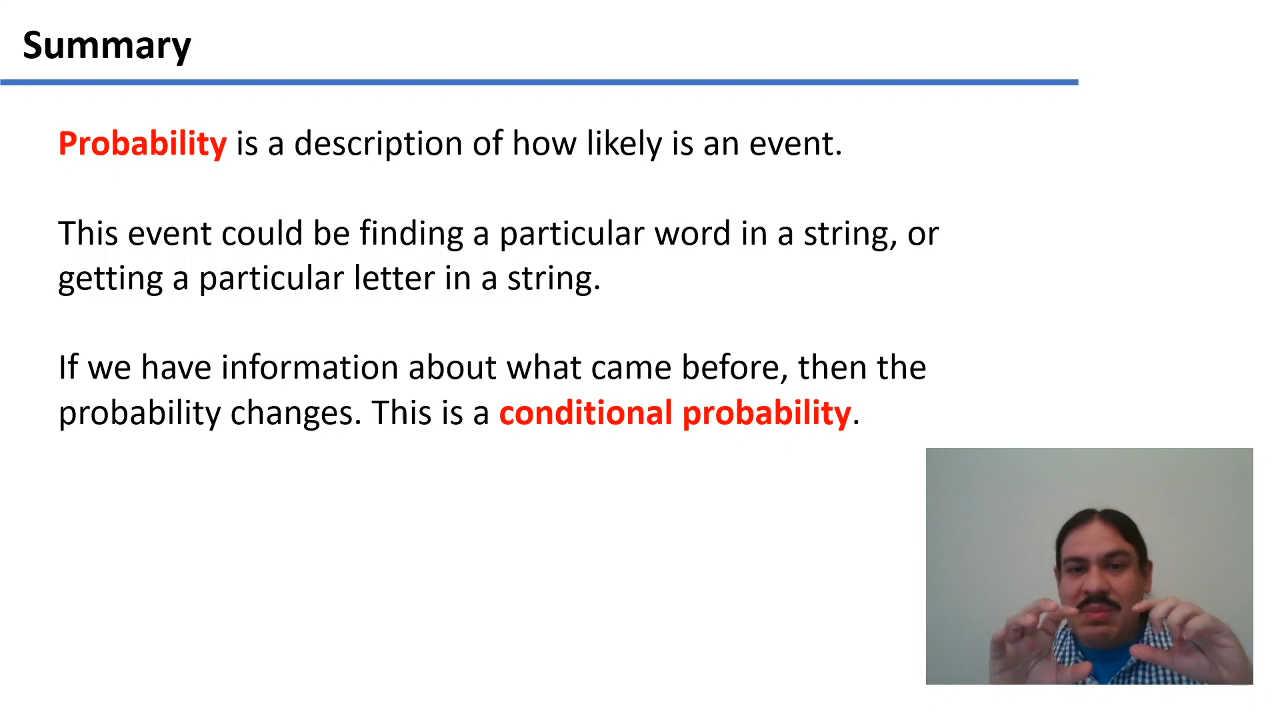 Summary
Probability is a description of how likely is an event.
This event could be finding a particular word in a string, or
getting a particular letter in a string.
If we have information about what came before, then the
probability changes. This is a conditional probability.